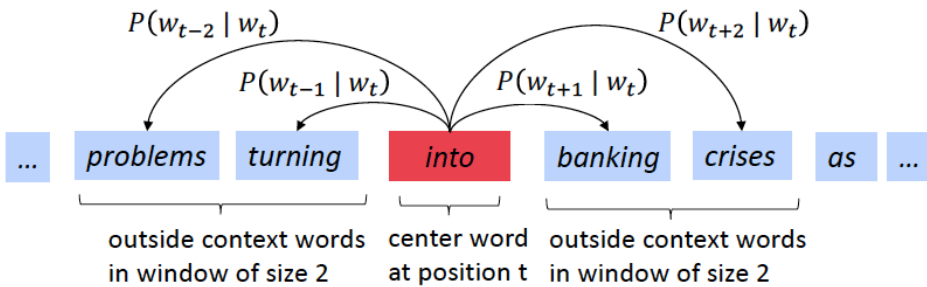 P(w_{t-2} | w_t) P(w_{t+2} | w_t)
P(w_{t-1} | w_t) P(w_{t+1} | w_t)
... problems turning into banking crises as ...
outside context words center word outside context words
in window of size 2 at position t in window of size 2